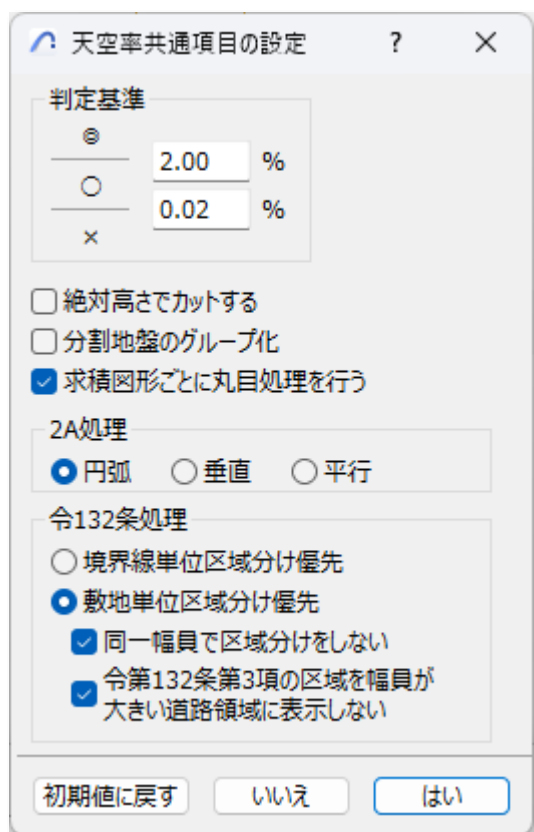 天空率共通項目の設定 ? ×
判定基準
◎
2.00 %
○
0.02 %
×
絶対高さでカットする
分割地盤のグループ化
求積図形ごとに丸目処理を行う
2A処理
円弧 垂直 平行
令132条処理
境界線単位区域分け優先
敷地単位区域分け優先
同一幅員で区域分けをしない
令第132条第3項の区域を幅員が
大きい道路領域に表示しない
初期値に戻す いいえ はい